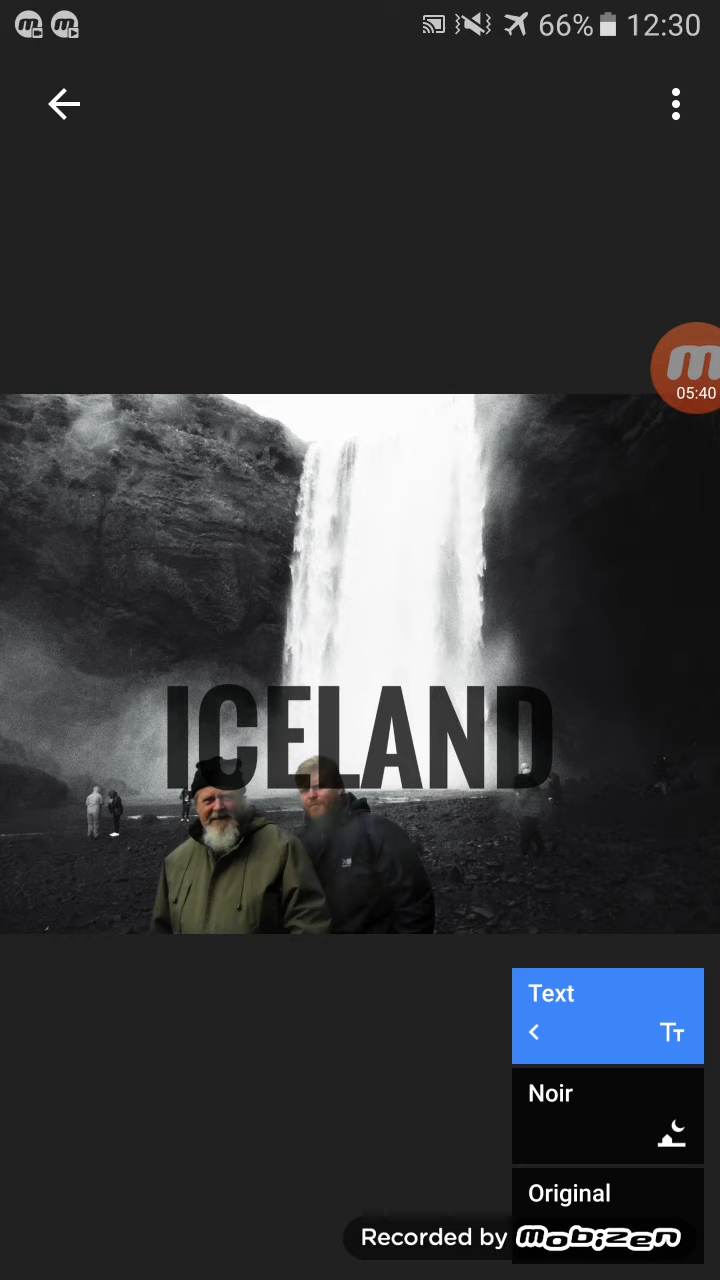 66% 12:30
05:40
ICELAND
Text
Noir
Original
Recorded by mobizen